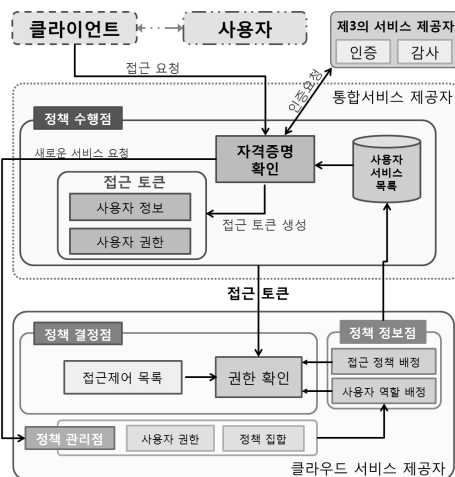 클라이언트
사용자
제3의 서비스 제공자
인증
감사
접근 요청
인증요청
통합서비스 제공자
정책 수행점
새로운 서비스 요청
자격증명
확인
사용자
서비스
목록
접근 토큰
사용자 정보
사용자 권한
접근 토큰 생성
접근 토큰
정책 결정점
정책 정보점
접근제어 목록
권한 확인
접근 정책 배정
사용자 역할 배정
정책 관리점
사용자 권한
정책 집합
클라우드 서비스 제공자